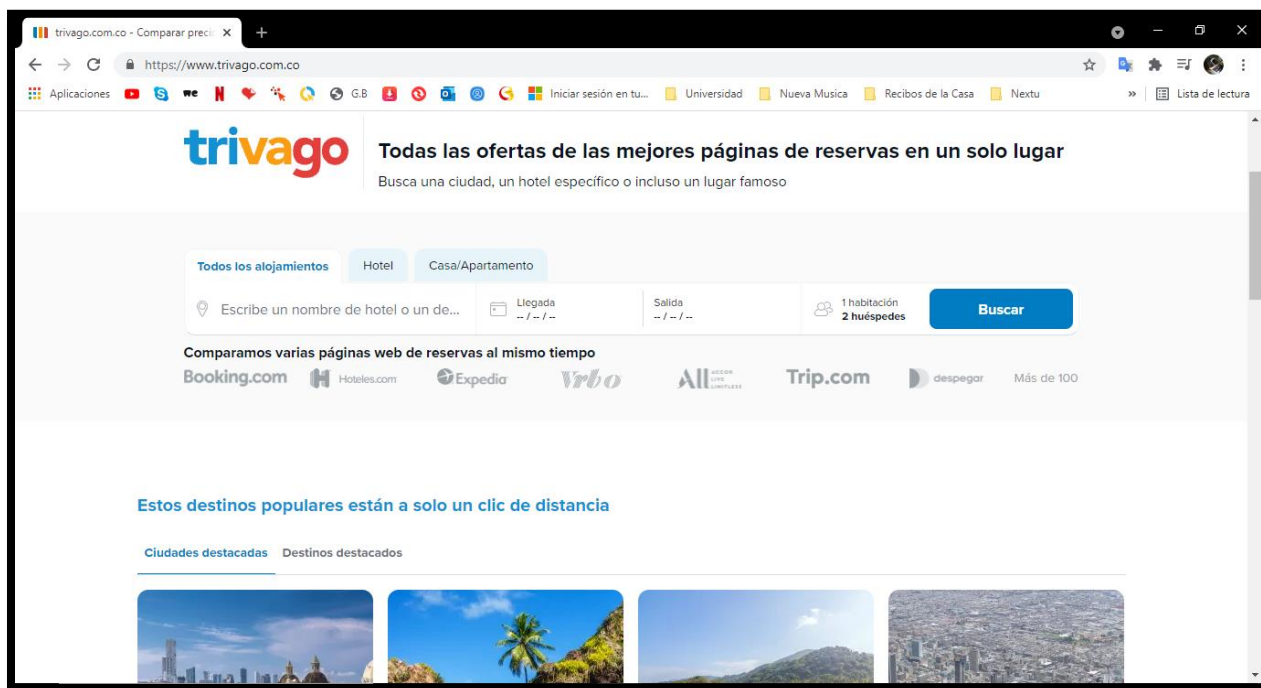 trivago.com.co - Comparar preci
https://www.trivago.com.co
Aplicaciones
G.B
Iniciar sesión en tu...
Universidad
Nueva Musica
Recibos de la Casa
Nextu
»
Lista de lectura
trivago
Todas las ofertas de las mejores páginas de reservas en un solo lugar
Busca una ciudad, un hotel específico o incluso un lugar famoso
Todos los alojamientos
Hotel
Casa/Apartamento
Escribe un nombre de hotel o un de...
Llegada
-- / -- / --
Salida
-- / -- / --
1 habitación
2 huéspedes
Buscar
Comparamos varias páginas web de reservas al mismo tiempo
Booking.com
Hoteles.com
Expedia
Vrbo
ALL ACCOR LIVE LIMITLESS
Trip.com
despegar
Más de 100
Estos destinos populares están a solo un clic de distancia
Ciudades destacadas
Destinos destacados